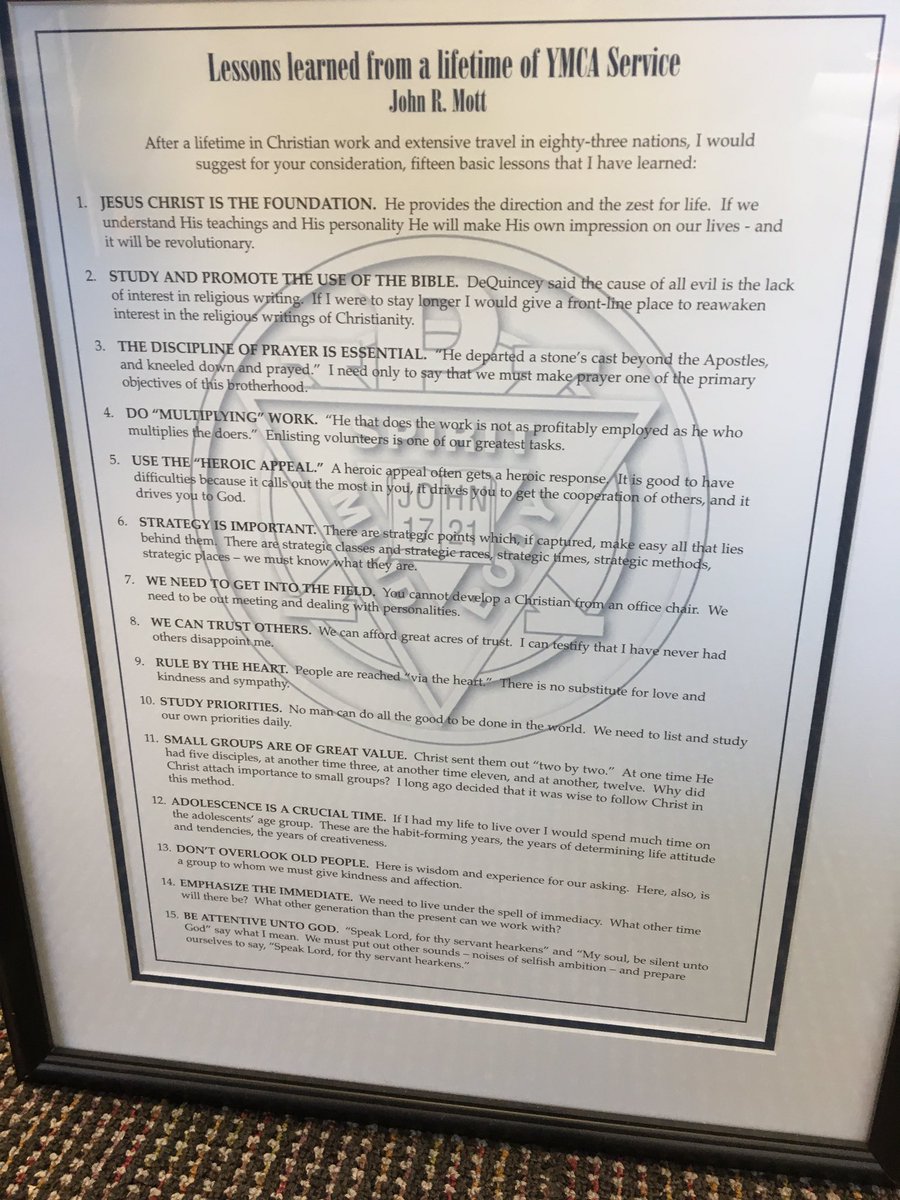 Lessons learned from a lifetime of YMCA Service
John R. Mott
After a lifetime in Christian work and extensive travel in eighty-three nations, I would
suggest for your consideration, fifteen basic lessons that I have learned:
1. JESUS CHRIST IS THE FOUNDATION. He provides the direction and the zest for life. If we
understand His teachings and His personality He will make His own impression on our lives - and
it will be revolutionary.
2. STUDY AND PROMOTE THE USE OF THE BIBLE. DeQuincey said the cause of all evil is the lack
of interest in religious writing. If I were to stay longer I would give a front-line place to reawaken
interest in the religious writings of Christianity.
3. THE DISCIPLINE OF PRAYER IS ESSENTIAL. "He departed a stone's cast beyond the Apostles,
and kneeled down and prayed." I need only to say that we must make prayer one of the primary
objectives of this brotherhood.
4. DO "MULTIPLYING" WORK. "He that does the work is not as profitably employed as he who
multiplies the doers." Enlisting volunteers is one of our greatest tasks.
5. USE THE "HEROIC APPEAL." A heroic appeal often gets a heroic response. It is good to have
difficulties because it calls out the most in you, it drives you to get the cooperation of others, and it
drives you to God.
6. STRATEGY IS IMPORTANT. There are strategic points which, if captured, make easy all that lies
behind them. There are strategic classes and strategic races, strategic times, strategic methods,
strategic places – we must know what they are.
7. WE NEED TO GET INTO THE FIELD. You cannot develop a Christian from an office chair. We
need to be out meeting and dealing with personalities.
8. WE CAN TRUST OTHERS. We can afford great acres of trust. I can testify that I have never had
others disappoint me.
9. RULE BY THE HEART. People are reached "via the heart." There is no substitute for love and
kindness and sympathy.
10. STUDY PRIORITIES. No man can do all the good to be done in the world. We need to list and study
our own priorities daily.
11. SMALL GROUPS ARE OF GREAT VALUE. Christ sent them out "two by two." At one time He
had five disciples, at another time three, at another time eleven, and at another, twelve. Why did
Christ attach importance to small groups? I long ago decided that it was wise to follow Christ in
this method.
12. ADOLESCENCE IS A CRUCIAL TIME. If I had my life to live over I would spend much time on
the adolescents' age group. These are the habit-forming years, the years of determining life attitude
and tendencies, the years of creativeness.
13. DON'T OVERLOOK OLD PEOPLE. Here is wisdom and experience for our asking. Here, also, is
a group to whom we must give kindness and affection.
14. EMPHASIZE THE IMMEDIATE. We need to live under the spell of immediacy. What other time
will there be? What other generation than the present can we work with?
15. BE ATTENTIVE UNTO GOD. "Speak Lord, for thy servant hearkens" and "My soul, be silent unto
God" say what I mean. We must put out other sounds – noises of selfish ambition – and prepare
ourselves to say, "Speak Lord, for thy servant hearkens."
SPIRIT
MIND
BODY
JOHN
17 21